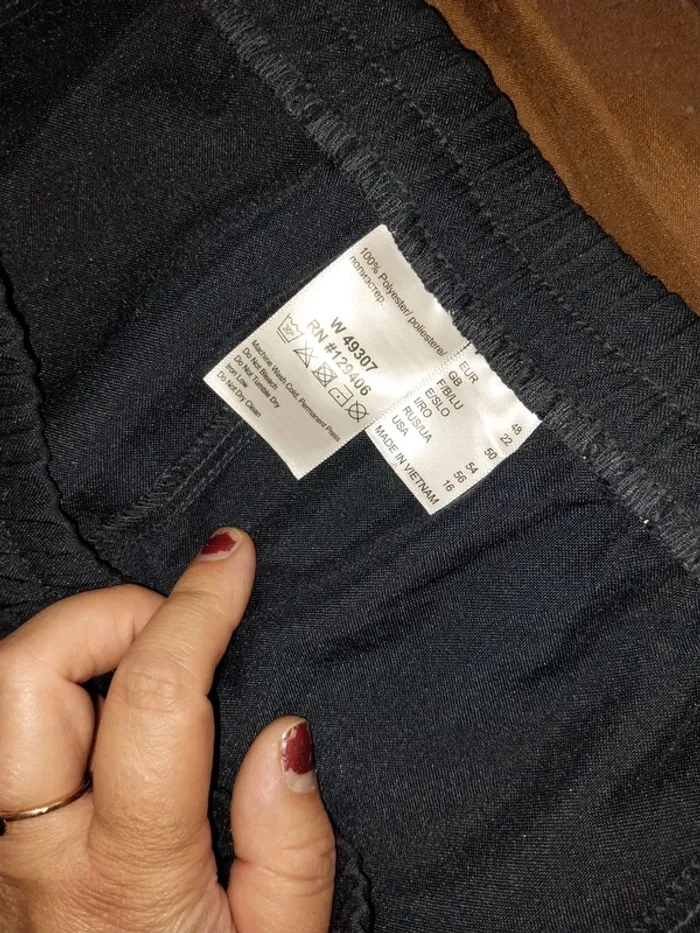 100% Polyester/ poliestere/
полиэстер.
W 49307
RN #129406
30°
Machine Wash Cold, Permanent Press
Do Not Bleach
Do Not Tumble Dry
Iron Low
Do Not Dry Clean
EUR 48
GB 22
F/B/LU
E/SLO 50
I/RO 54
RUS/UA 56
USA 16
MADE IN VIETNAM